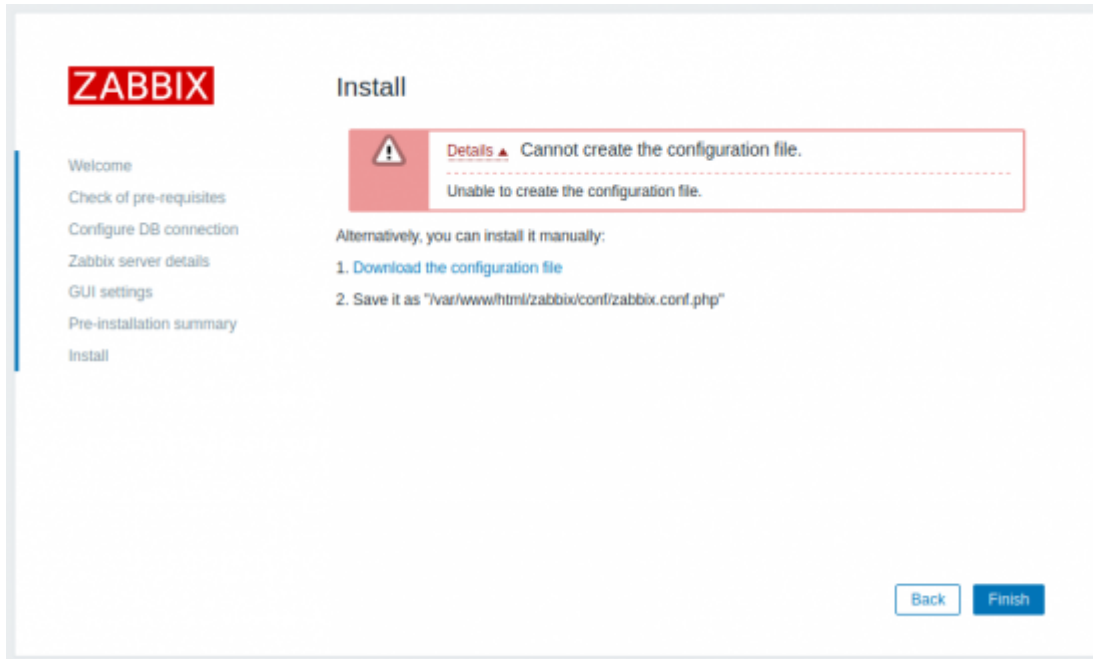 ZABBIX
Welcome
Check of pre-requisites
Configure DB connection
Zabbix server details
GUI settings
Pre-installation summary
Install
Install
Details Cannot create the configuration file.
Unable to create the configuration file.
Alternatively, you can install it manually:
1. Download the configuration file
2. Save it as "/var/www/html/zabbix/conf/zabbix.conf.php"
Back Finish